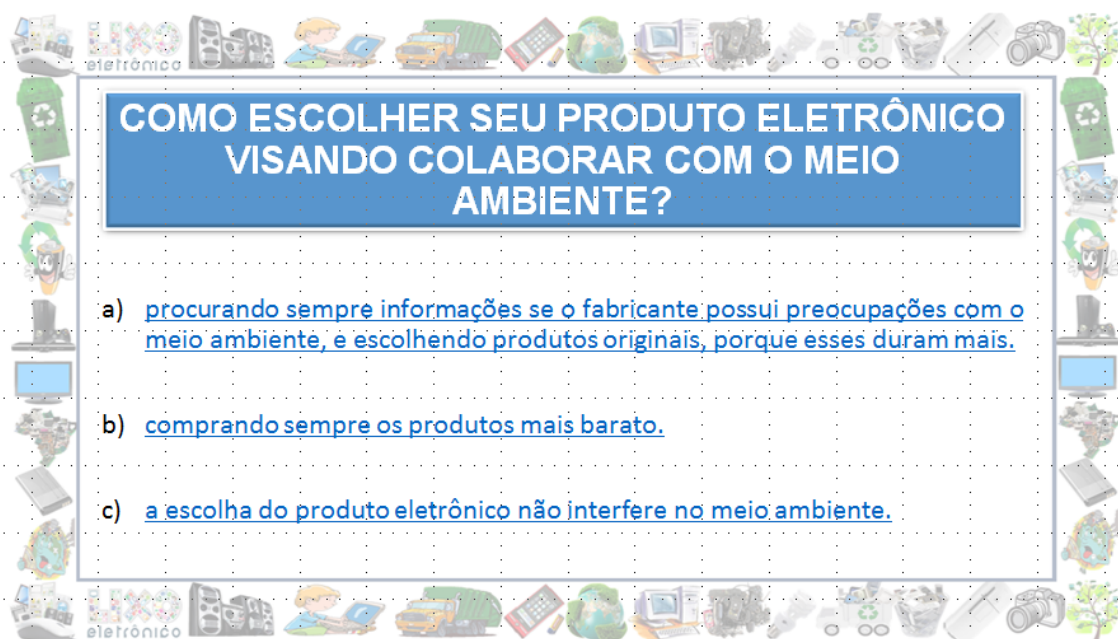 LIXO
eletrônico
COMO ESCOLHER SEU PRODUTO ELETRÔNICO
VISANDO COLABORAR COM O MEIO
AMBIENTE?
a) procurando sempre informações se o fabricante possui preocupações com o
meio ambiente, e escolhendo produtos originais, porque esses duram mais.
b) comprando sempre os produtos mais barato.
c) a escolha do produto eletrônico não interfere no meio ambiente.
LIXO
eletrônico